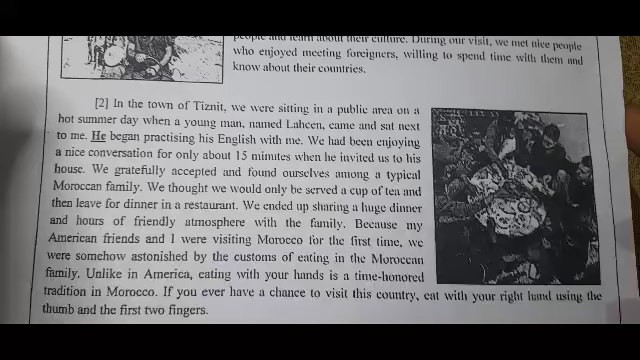 people and learn about their culture. During our visit, we met nice people
who enjoyed meeting foreigners, willing to spend time with them and
know about their countries.
[2] In the town of Tiznit, we were sitting in a public area on a
hot summer day when a young man, named Lahcen, came and sat next
to me. He began practising his English with me. We had been enjoying
a nice conversation for only about 15 minutes when he invited us to his
house. We gratefully accepted and found ourselves among a typical
Moroccan family. We thought we would only be served a cup of tea and
then leave for dinner in a restaurant. We ended up sharing a huge dinner
and hours of friendly atmosphere with the family. Because my
American friends and I were visiting Morocco for the first time, we
were somehow astonished by the customs of eating in the Moroccan
family. Unlike in America, eating with your hands is a time-honored
tradition in Morocco. If you ever have a chance to visit this country, eat with your right hand using the
thumb and the first two fingers.